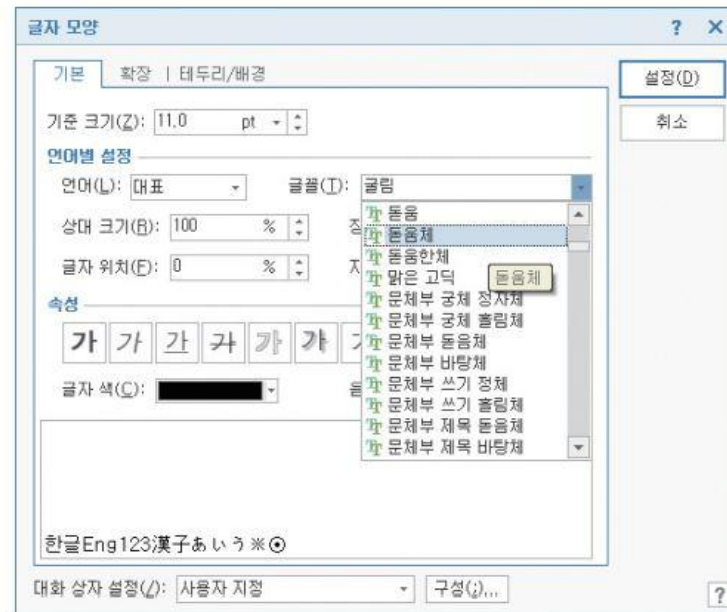 글자 모양 ? X
기본 확장 | 테두리/배경
설정(D)
취소
기준 크기(Z): 11.0 pt
언어별 설정
언어(L): 대표 글꼴(T): 굴림
상대 크기(R): 100 %
글자 위치(F): 0 %
돋움
돋움체
돋움한체
맑은 고딕
돋움체
문체부 궁체 정자체
문체부 궁체 흘림체
문체부 돋음체
문체부 바탕체
문체부 쓰기 정체
문체부 쓰기 흘림체
문체부 제목 돋음체
문체부 제목 바탕체
속성
가 가 가 가 가 가
글자 색(C):
한글Eng123漢子あいう※⊙
대화 상자 설정(/): 사용자 지정 구성(;)...
?